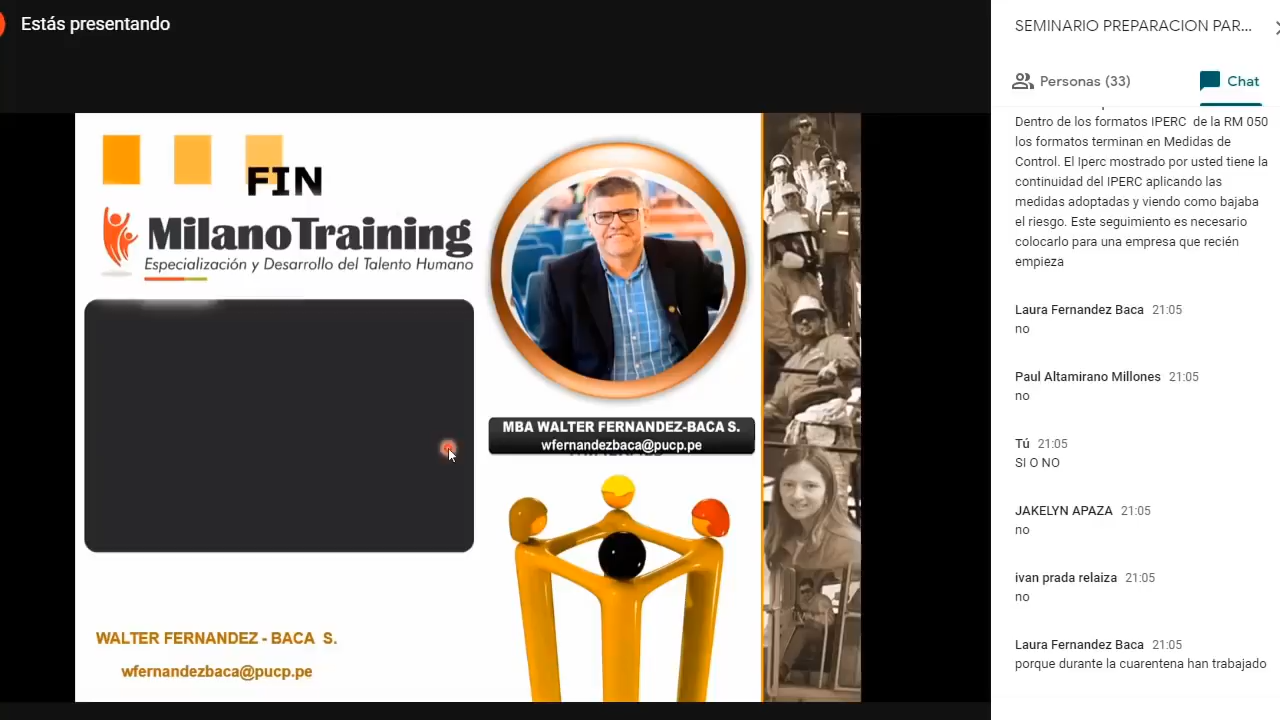 Estás presentando
FIN
MilanoTraining
Especialización y Desarrollo del Talento Humano
MBA WALTER FERNANDEZ-BACA S.
wfernandezbaca@pucp.pe
WALTER FERNANDEZ - BACA S.
wfernandezbaca@pucp.pe
SEMINARIO PREPARACION PAR...
Personas (33)
Chat
Dentro de los formatos IPERC de la RM 050
los formatos terminan en Medidas de
Control. El Iperc mostrado por usted tiene la
continuidad del IPERC aplicando las
medidas adoptadas y viendo como bajaba
el riesgo. Este seguimiento es necesario
colocarlo para una empresa que recién
empieza
Laura Fernandez Baca 21:05
no
Paul Altamirano Millones 21:05
no
Tú 21:05
SI O NO
JAKELYN APAZA 21:05
no
ivan prada relaiza 21:05
no
Laura Fernandez Baca 21:05
porque durante la cuarentena han trabajado